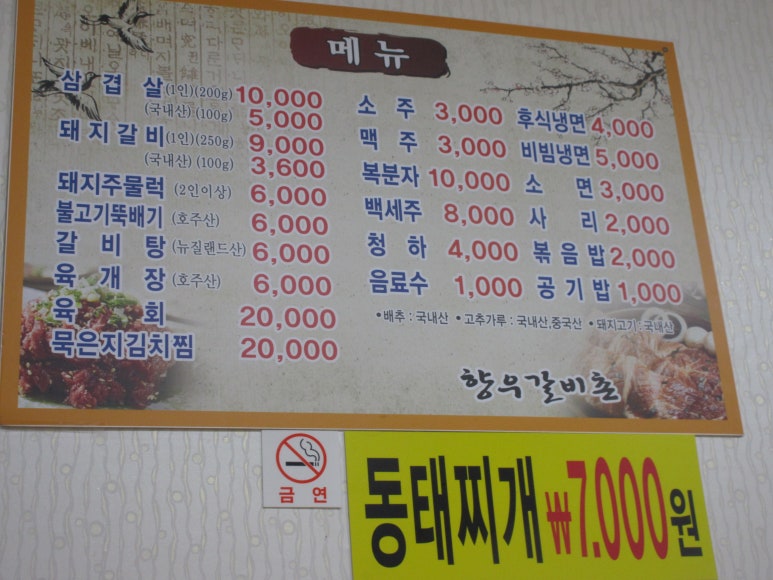 메뉴
삼겹살(1인)(200g) 10,000
(국내산)(100g) 5,000
돼지갈비(1인)(250g) 9,000
(국내산)(100g) 3,600
돼지주물럭(2인이상) 6,000
불고기뚝배기(호주산) 6,000
갈비탕(뉴질랜드산) 6,000
육개장(호주산) 6,000
육회 20,000
묵은지김치찜 20,000
소주 3,000
맥주 3,000
복분자 10,000
백세주 8,000
청하 4,000
음료수 1,000
후식냉면 4,000
비빔냉면 5,000
소면 3,000
사리 2,000
볶음밥 2,000
공기밥 1,000
•배추 : 국내산 •고추가루 : 국내산,중국산 •돼지고기 : 국내산
향우갈비촌
금연
동태찌개 ₩7.000원